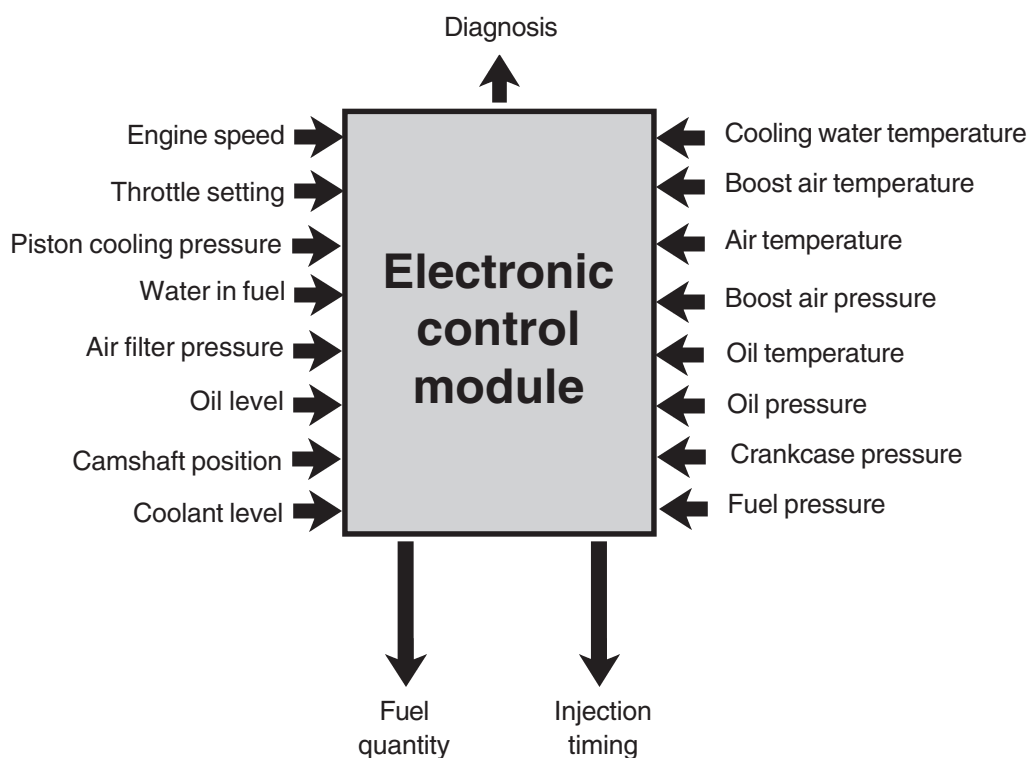 Diagnosis
Engine speed
Throttle setting
Piston cooling pressure
Water in fuel
Air filter pressure
Oil level
Camshaft position
Coolant level
Electronic
control
module
Cooling water temperature
Boost air temperature
Air temperature
Boost air pressure
Oil temperature
Oil pressure
Crankcase pressure
Fuel pressure
Fuel
quantity
Injection
timing